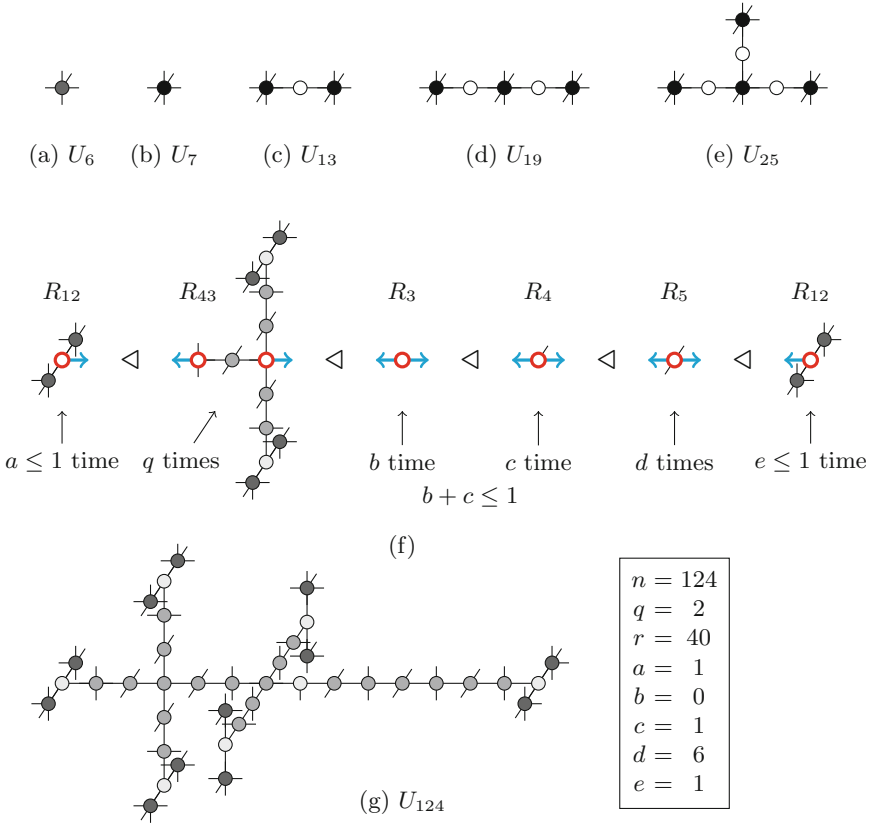 (a) U₆ (b) U₇ (c) U₁₃ (d) U₁₉ (e) U₂₅
R₁₂ R₄₃ R₃ R₄ R₅ R₁₂
a ≤ 1 time q times b time c time d times e ≤ 1 time
b + c ≤ 1
(f)
n = 124
q = 2
r = 40
a = 1
b = 0
c = 1
d = 6
e = 1
(g) U₁₂₄